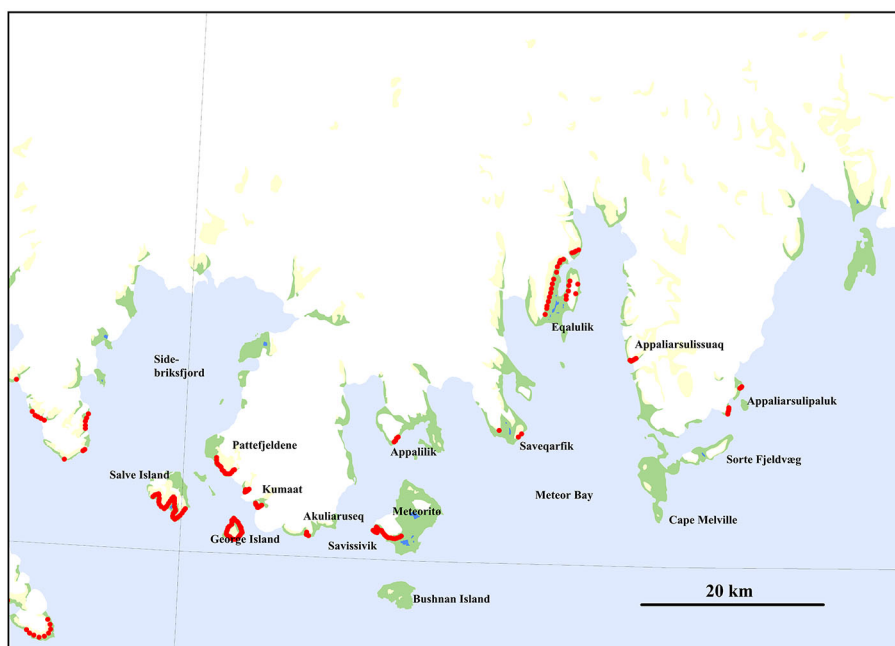 Eqalulik
Appaliarsulissuaq
Side-
briksfjord
Appaliarsulipaluk
Pattefjeldene
Appalilik
Saveqarfik
Sorte Fjeldvæg
Salve Island
Kumaat
Meteor Bay
Akuliaruseq
Meteoritø
Cape Melville
George Island
Savissivik
20 km
Bushnan Island